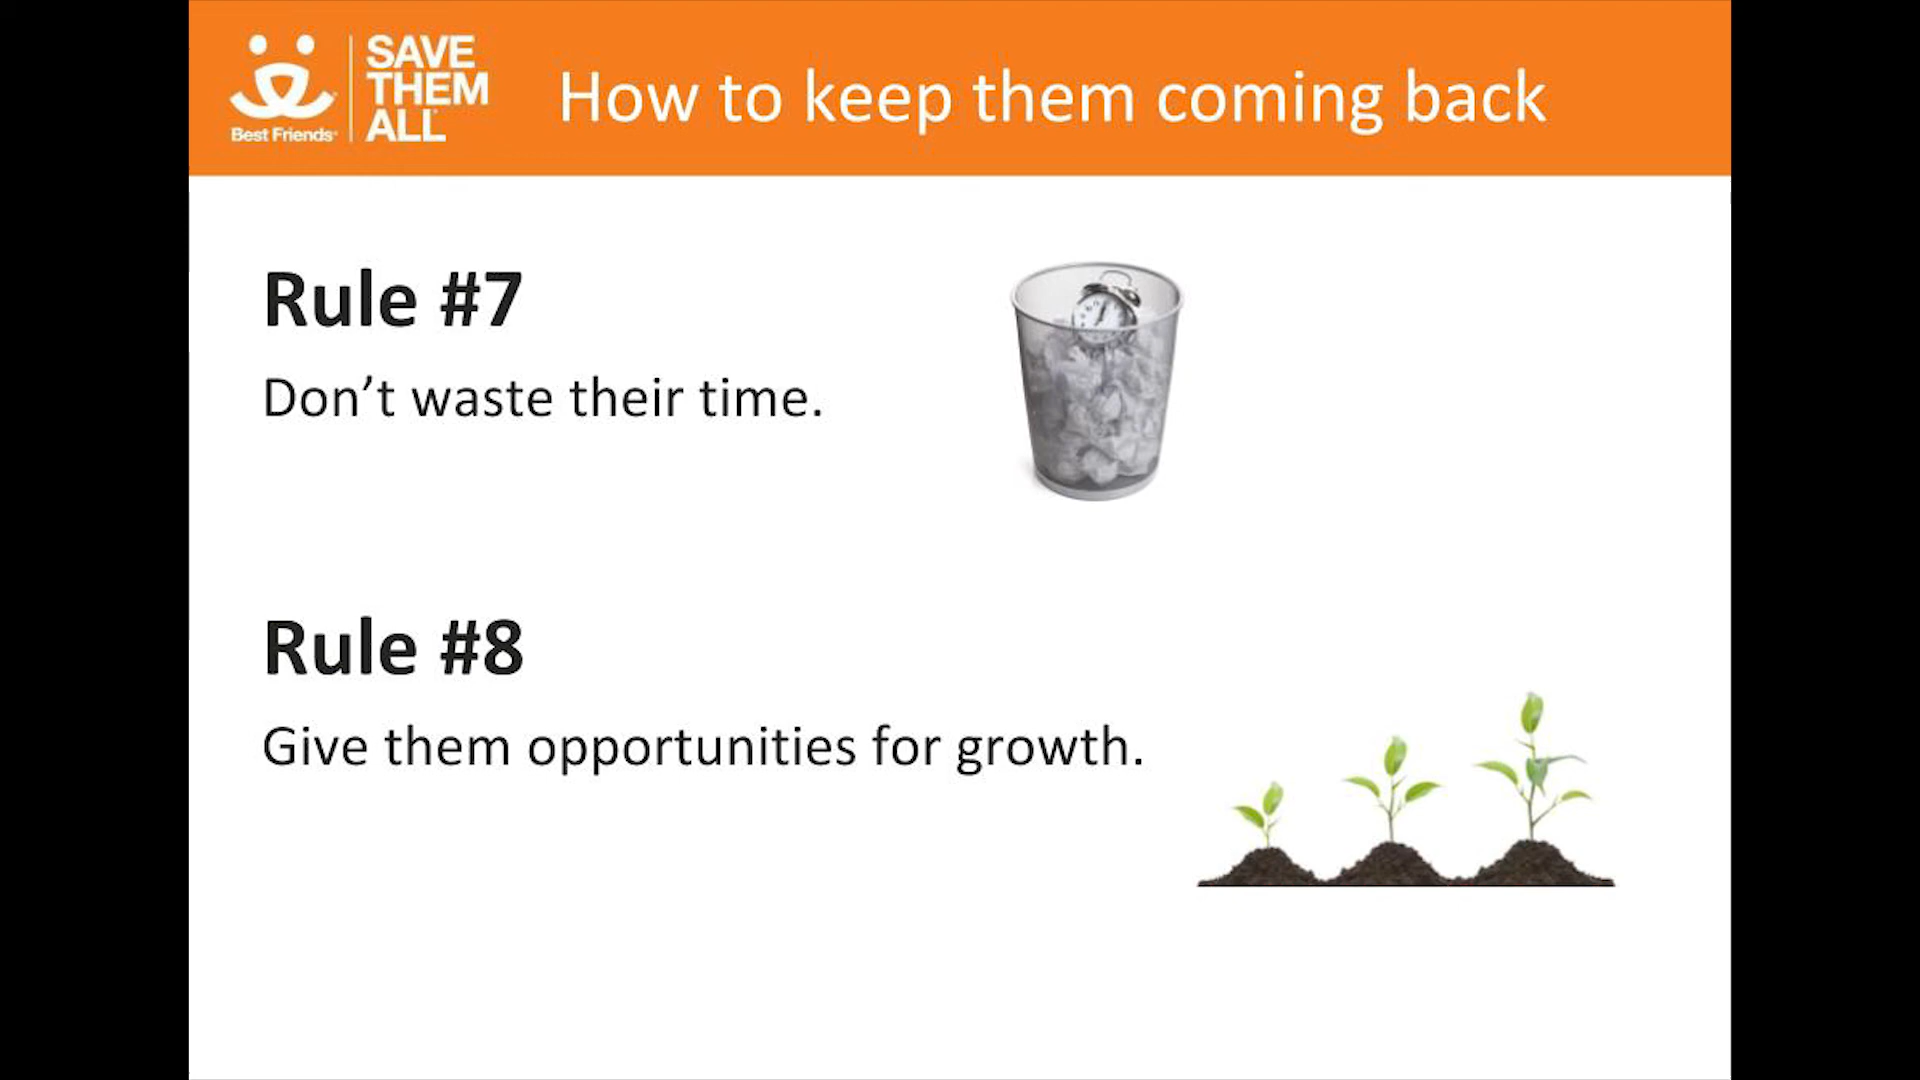 SAVE
THEM
ALL
Best Friends
How to keep them coming back
Rule #7
Don’t waste their time.
Rule #8
Give them opportunities for growth.